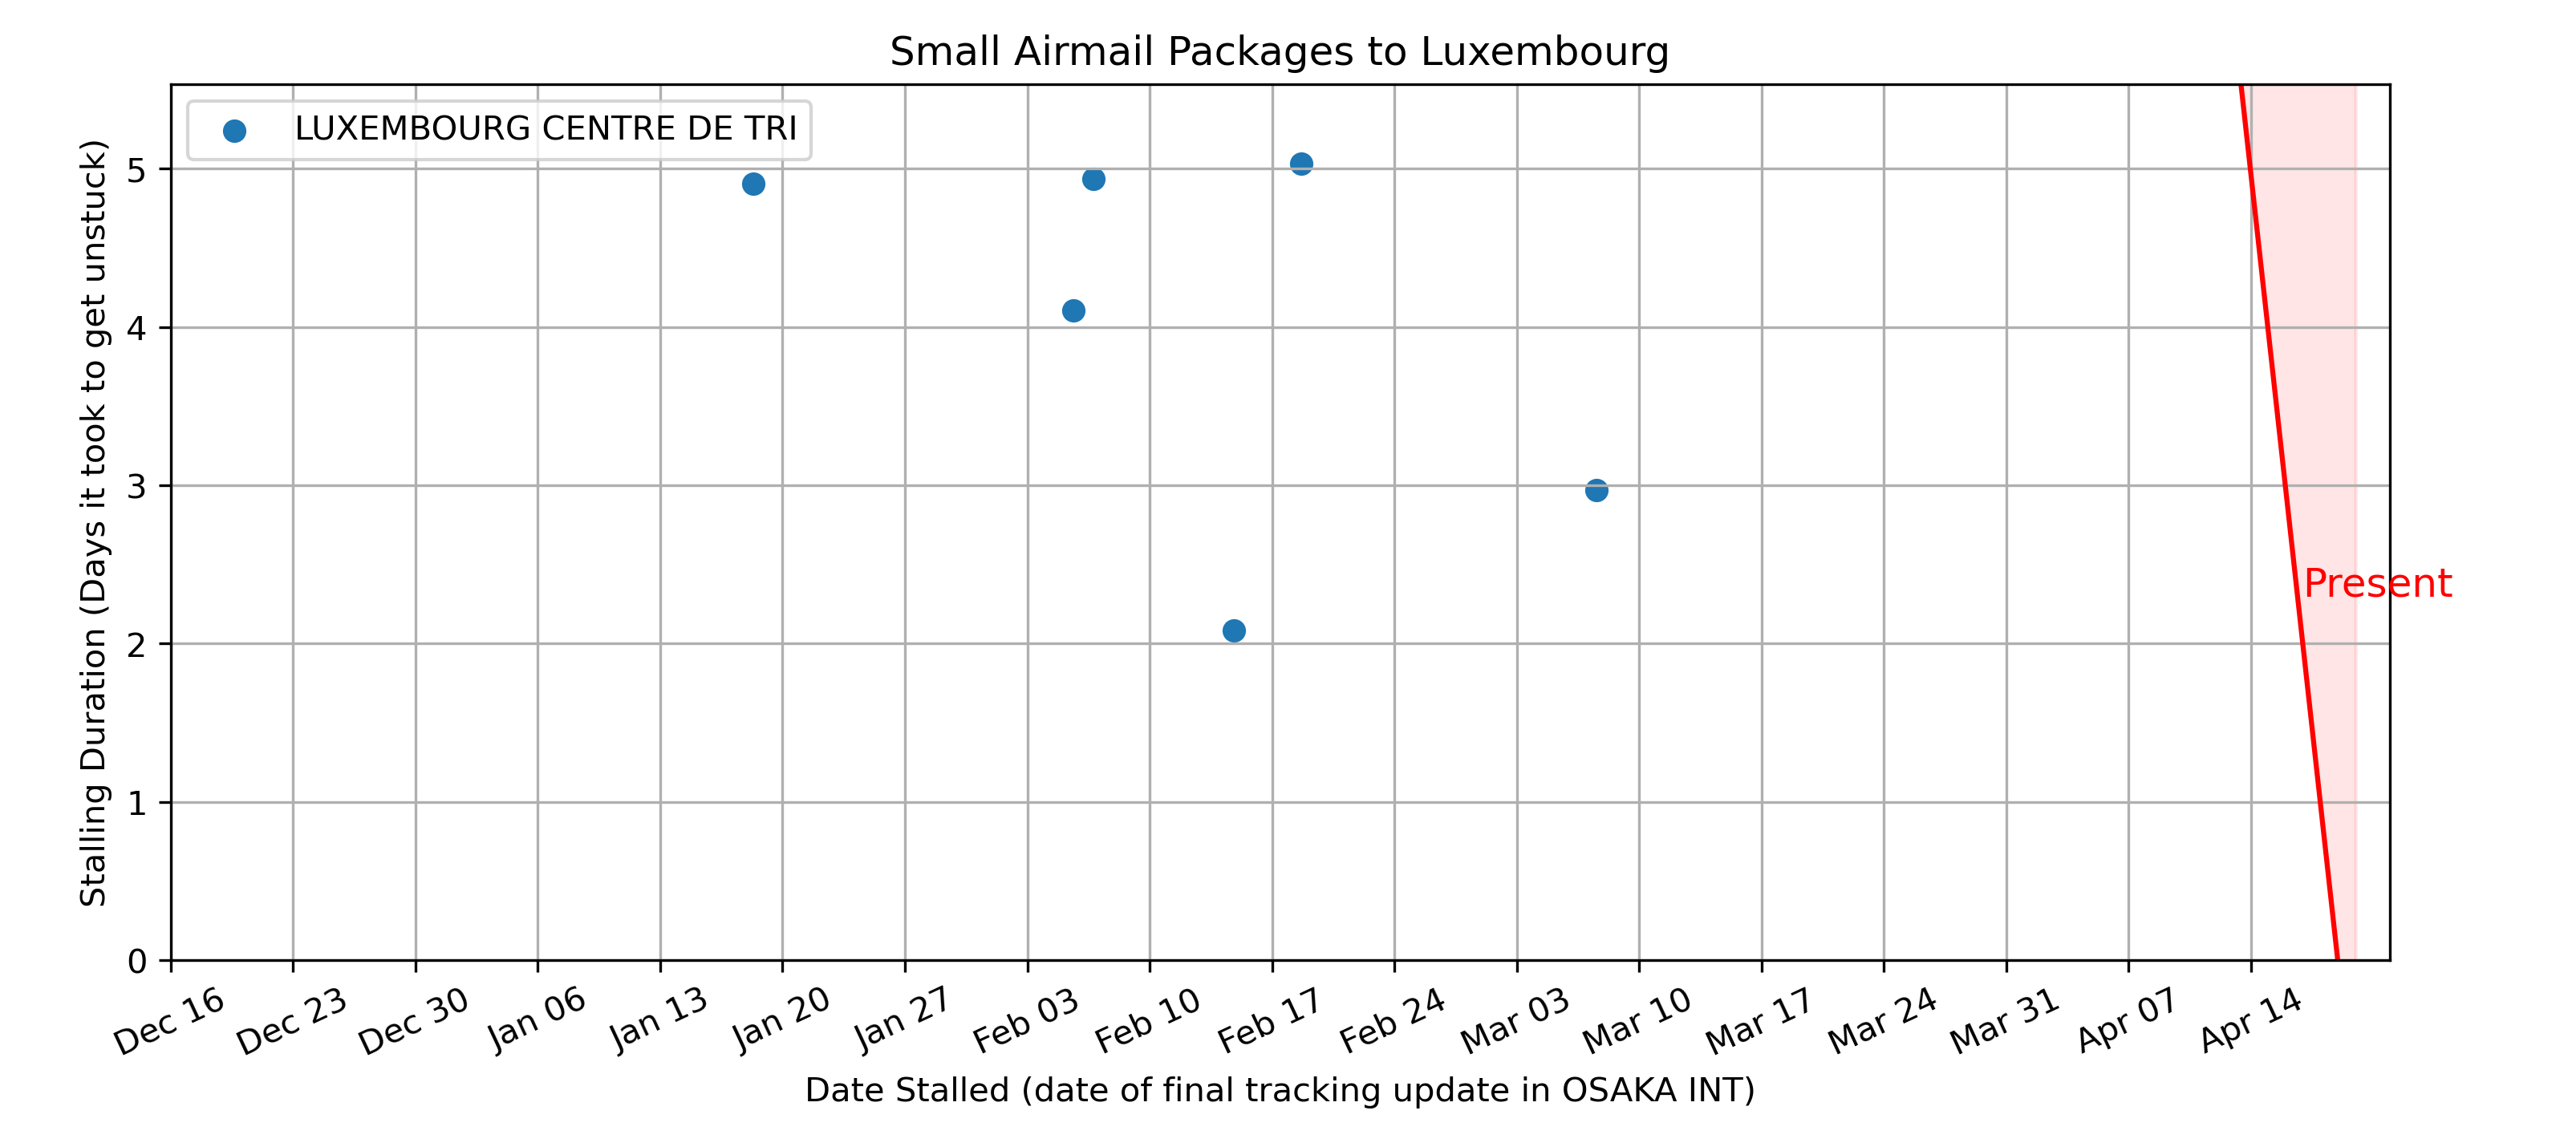 Small Airmail Packages to Luxembourg
LUXEMBOURG CENTRE DE TRI
Stalling Duration (Days it took to get unstuck)
5
4
3
2
1
0
Present
Dec 16
Dec 23
Dec 30
Jan 06
Jan 13
Jan 20
Jan 27
Feb 03
Feb 10
Feb 17
Feb 24
Mar 03
Mar 10
Mar 17
Mar 24
Mar 31
Apr 07
Apr 14
Date Stalled (date of final tracking update in OSAKA INT)